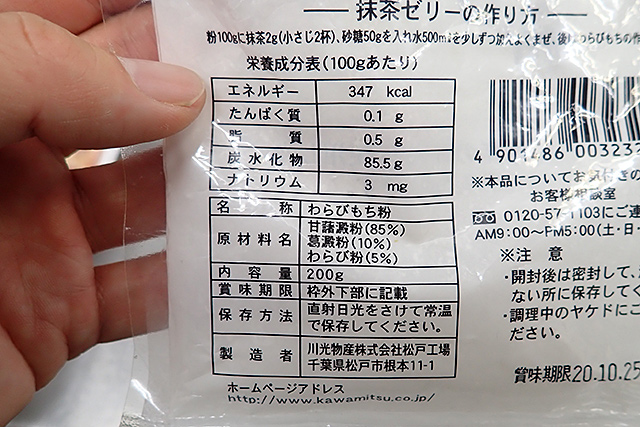 抹茶ゼリーの作り方
粉100gに抹茶2g(小さじ2杯)、砂糖50gを入れ水500mlを少しずつ加えよくまぜ、後はわらびもちの作
栄養成分表(100gあたり)
エネルギー 347 kcal
たんぱく質 0.1 g
脂質 0.5 g
炭水化物 85.5g
ナトリウム 3 mg
名称 わらびもち粉
原材料名 甘藷澱粉(85%)
葛澱粉(10%)
わらび粉(5%)
内容量 200g
賞味期限 枠外下部に記載
保存方法 直射日光をさけて常温
で保存してください。
製造者 川光物産株式会社松戸工場
千葉県松戸市根本11-1
ホームページアドレス
http://www.kawamitsu.co.jp/
4 901486 003232
※本品についてお気付きの
お客様相談室
0120-57-1103にご連
AM9:00~PM5:00(土・日・
※注意
・開封後は密封して、
ない所に保存してく
・調理中のヤケドにご
ださい。
賞味期限20.10.25